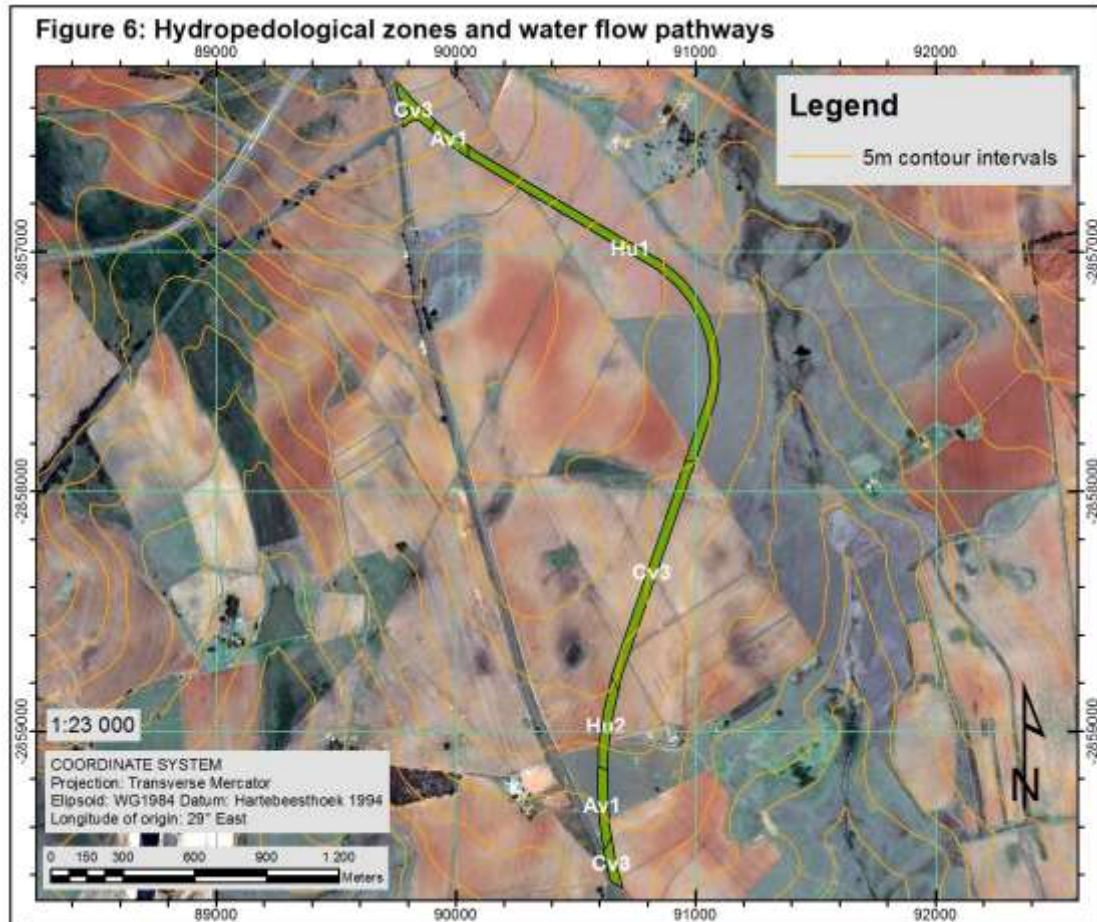 Figure 6: Hydropedological zones and water flow pathways
89000 90000 91000 92000
Legend
5m contour intervals
Cv3
Av1
Hu1
-2857000 -2857000
-2858000 -2858000
Cv3
Hu2
-2859000 -2859000
Av1
Cv3
1:23 000
COORDINATE SYSTEM
Projection: Transverse Mercator
Elipsoid: WG1984 Datum: Hartebeesthoek 1994
Longitude of origin: 29° East
0 150 300 600 900 1 200
Meters
N
89000 90000 91000 92000